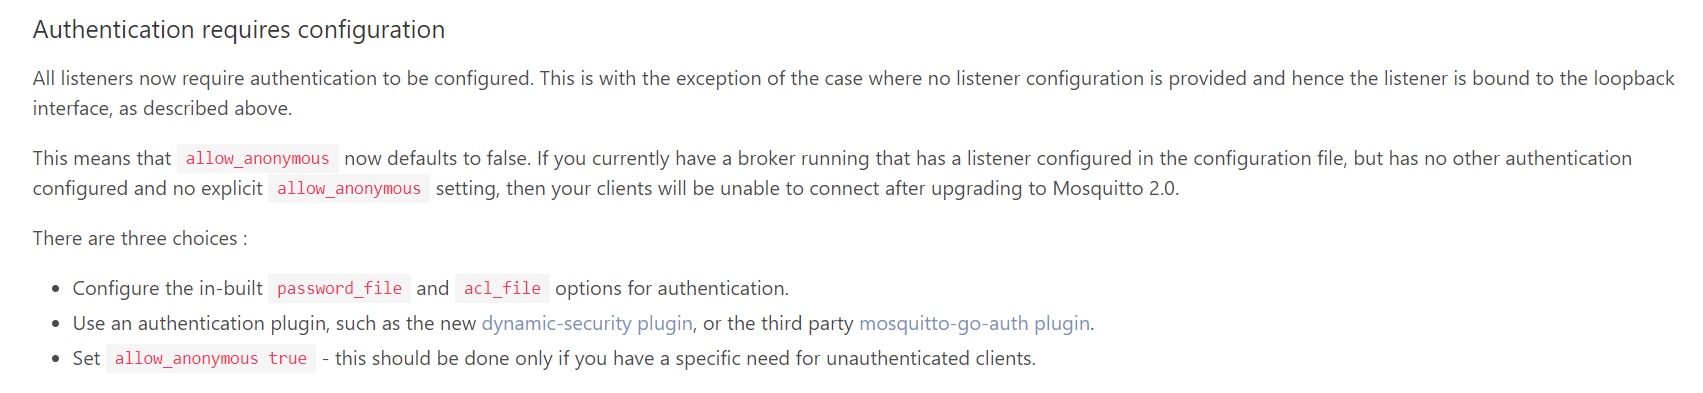 Authentication requires configuration
All listeners now require authentication to be configured. This is with the exception of the case where no listener configuration is provided and hence the listener is bound to the loopback
interface, as described above.
This means that allow_anonymous now defaults to false. If you currently have a broker running that has a listener configured in the configuration file, but has no other authentication
configured and no explicit allow_anonymous setting, then your clients will be unable to connect after upgrading to Mosquitto 2.0.
There are three choices :
• Configure the in-built password_file and acl_file options for authentication.
• Use an authentication plugin, such as the new dynamic-security plugin, or the third party mosquitto-go-auth plugin.
• Set allow_anonymous true - this should be done only if you have a specific need for unauthenticated clients.